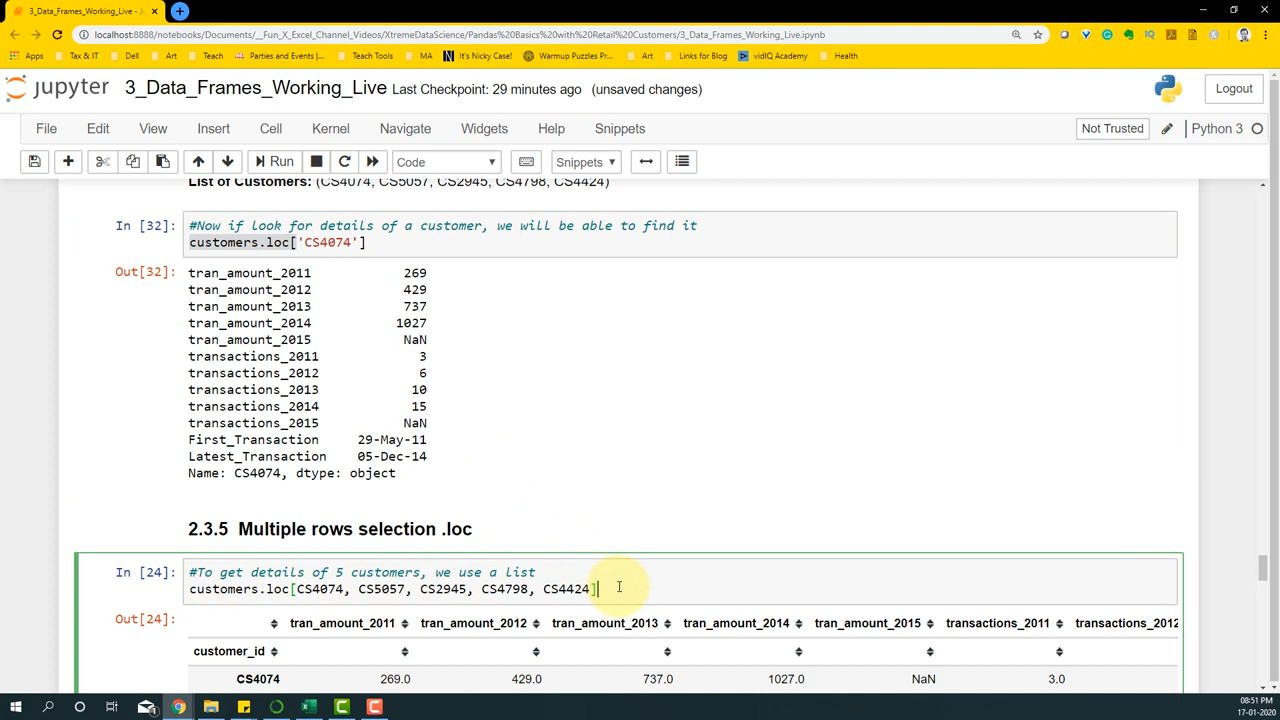 3_Data_Frames_Working_Live - Ju
localhost:8888/notebooks/Documents/__Fun_X_Excel_Channel_Videos/XtremeDataScience/Pandas%20Basics%20with%20Retail%20Customers/3_Data_Frames_Working_Live.ipynb
Apps Tax & IT Dell Art Teach Parties and Events |... Teach Tools MA It's Nicky Case! Warmup Puzzles Pr... Art Links for Blog vidIQ Academy Health
jupyter 3_Data_Frames_Working_Live Last Checkpoint: 29 minutes ago (unsaved changes) Logout
File Edit View Insert Cell Kernel Navigate Widgets Help Snippets Not Trusted Python 3
Run Code Snippets
List of Customers: (CS4074, CS5057, CS2945, CS4798, CS4424)
In [32]: #Now if look for details of a customer, we will be able to find it
customers.loc['CS4074']
Out[32]: tran_amount_2011 269
tran_amount_2012 429
tran_amount_2013 737
tran_amount_2014 1027
tran_amount_2015 NaN
transactions_2011 3
transactions_2012 6
transactions_2013 10
transactions_2014 15
transactions_2015 NaN
First_Transaction 29-May-11
Latest_Transaction 05-Dec-14
Name: CS4074, dtype: object
2.3.5 Multiple rows selection .loc
In [24]: #To get details of 5 customers, we use a list
customers.loc[CS4074, CS5057, CS2945, CS4798, CS4424]
Out[24]: tran_amount_2011 tran_amount_2012 tran_amount_2013 tran_amount_2014 tran_amount_2015 transactions_2011 transactions_2012
customer_id
CS4074 269.0 429.0 737.0 1027.0 NaN 3.0
08:51 PM
17-01-2020